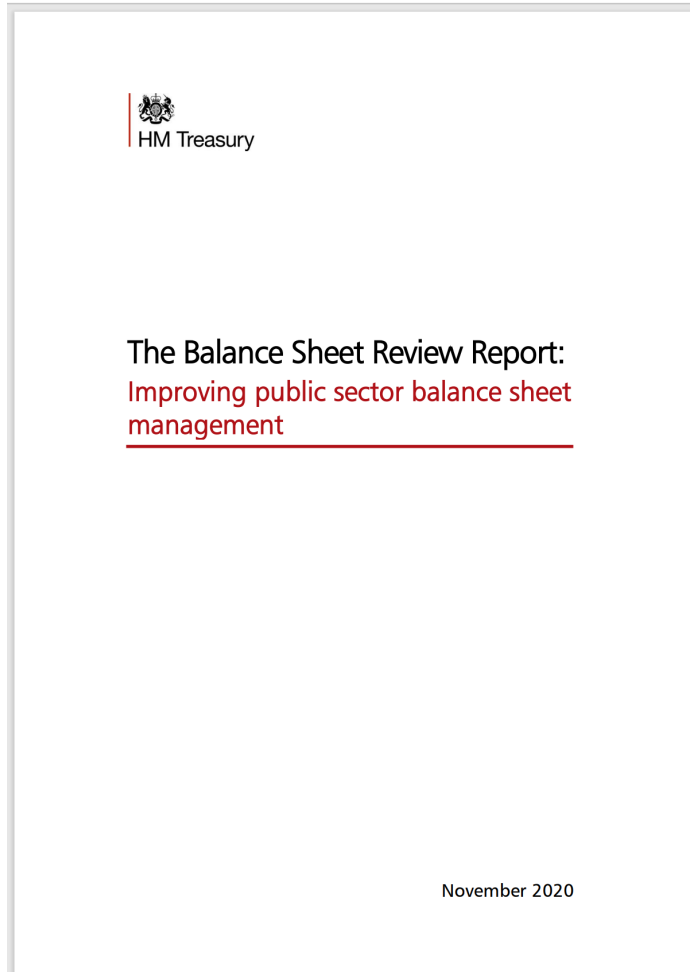 HM Treasury
The Balance Sheet Review Report:
Improving public sector balance sheet
management
November 2020